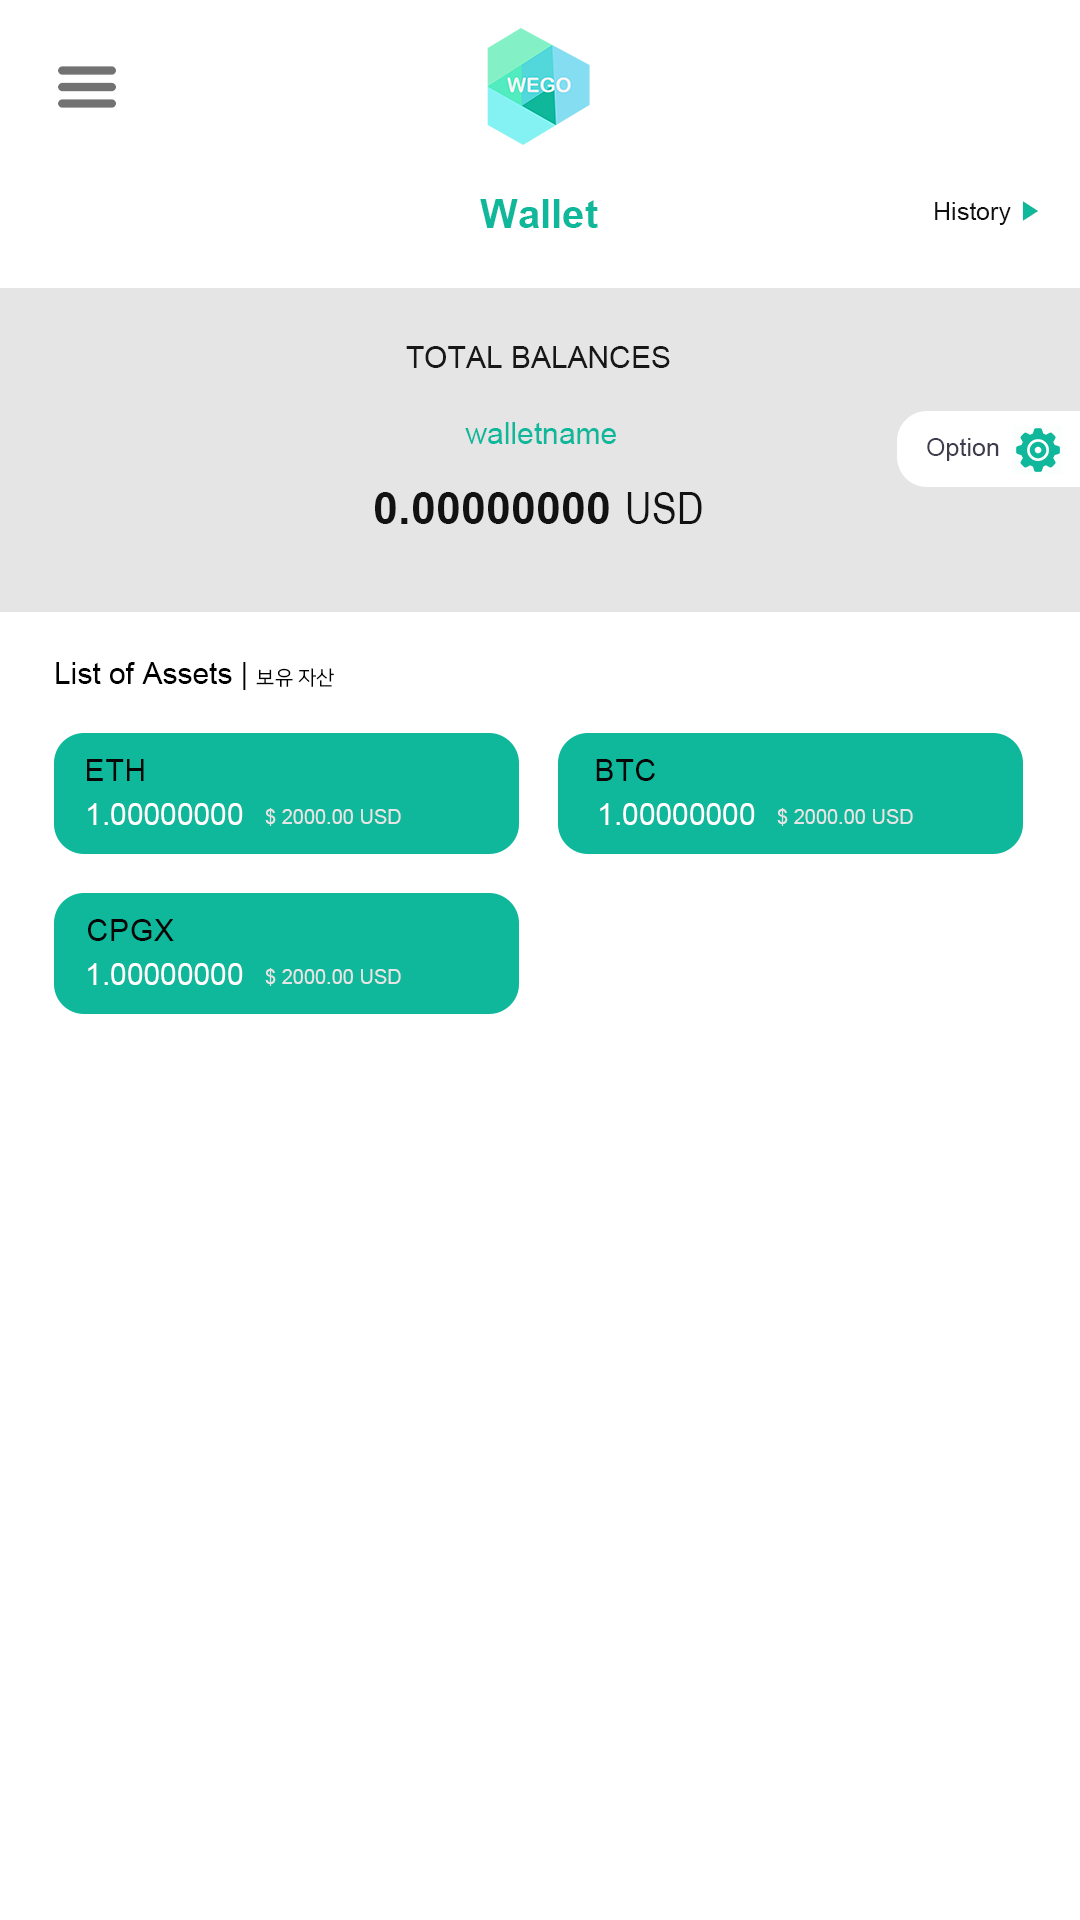 WEGO
Wallet
History
TOTAL BALANCES
walletname
Option
0.00000000 USD
List of Assets | 보유 자산
ETH
1.00000000 $ 2000.00 USD
BTC
1.00000000 $ 2000.00 USD
CPGX
1.00000000 $ 2000.00 USD